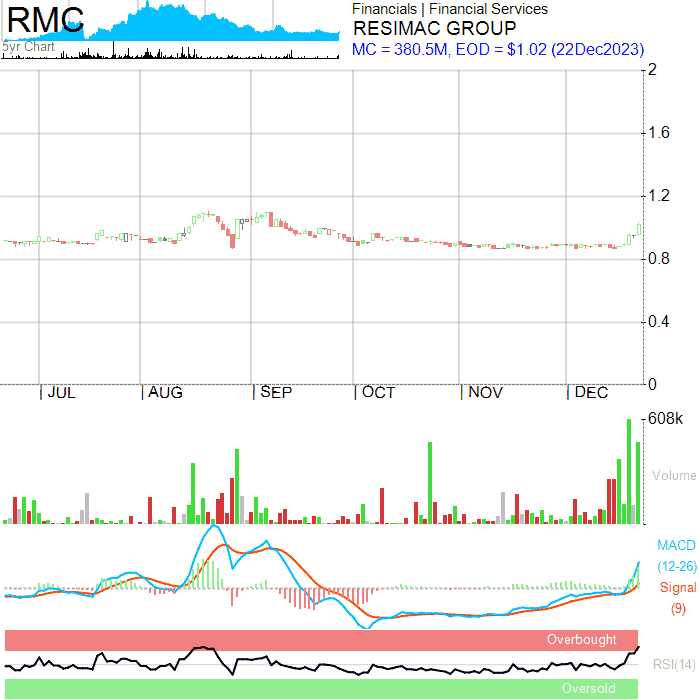 RMC
5yr Chart
Financials | Financial Services
RESIMAC GROUP
MC = 380.5M, EOD = $1.02 (22Dec2023)
2
1.6
1.2
0.8
0.4
0
JUL
AUG
SEP
OCT
NOV
DEC
608k
Volume
MACD
(12-26)
Signal
(9)
Overbought
RSI(14)
Oversold